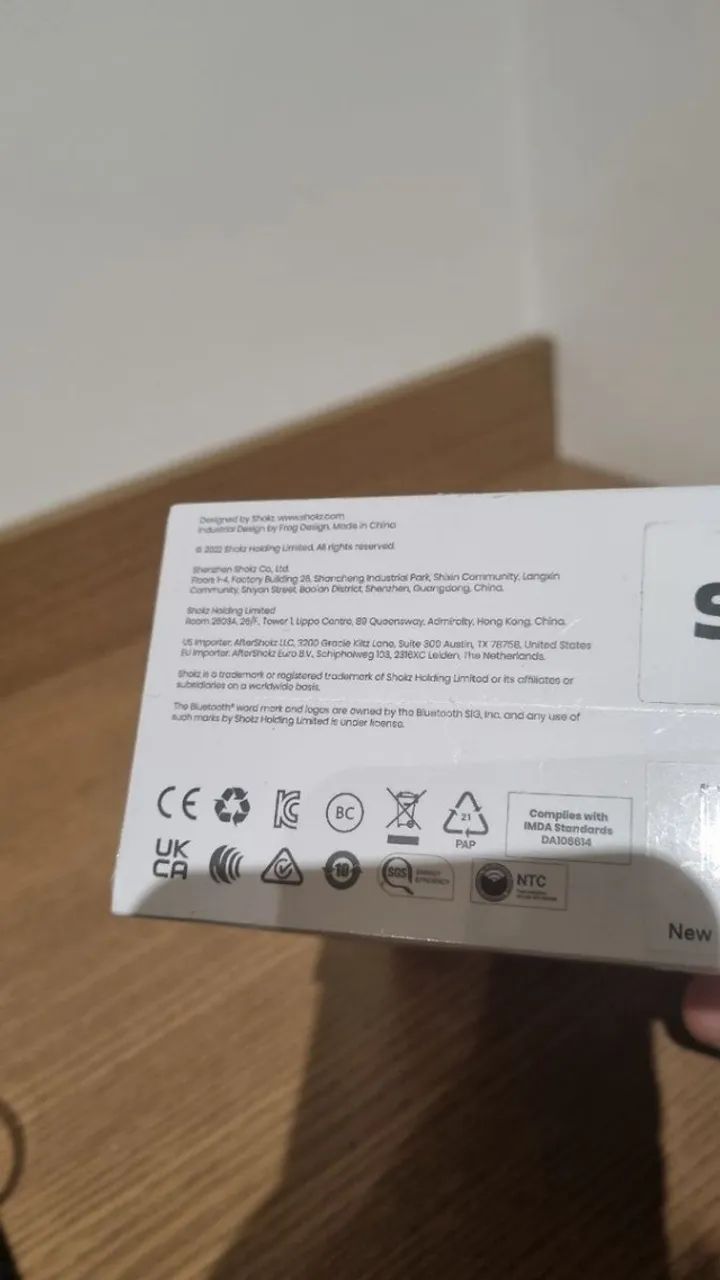 Designed by Shokz www.shokz.com
Industrial Design by Frog Design, Made in China
© 2022 Shokz Holding Limited. All rights reserved.
Shenzhen Shokz Co., Ltd.
Floors 1-4, Factory Building 26, Shancheng Industrial Park, Shixin Community, Langxin
Community, Shiyan Street, Baoan District, Shenzhen, Guangdong, China.
Shokz Holding Limited
Room 2603A, 26/F, Tower 1, Lippo Centre, 89 Queensway, Admiralty, Hong Kong, China.
US Importer: AfterShokz LLC, 3200 Gracie Kiltz Lane, Suite 300 Austin, TX 78758, United States
EU Importer: AfterShokz Euro B.V., Schipholweg 103, 2316XC Leiden, The Netherlands.
Shokz is a trademark or registered trademark of Shokz Holding Limited or its affiliates or
subsidiaries on a worldwide basis.
The Bluetooth® word mark and logos are owned by the Bluetooth SIG, Inc. and any use of
such marks by Shokz Holding Limited is under license.
CE
BC
21
PAP
Complies with
IMDA Standards
DA106614
UK
CA
10
SGS
ENERGY
EFFICIENCY
NTC
New